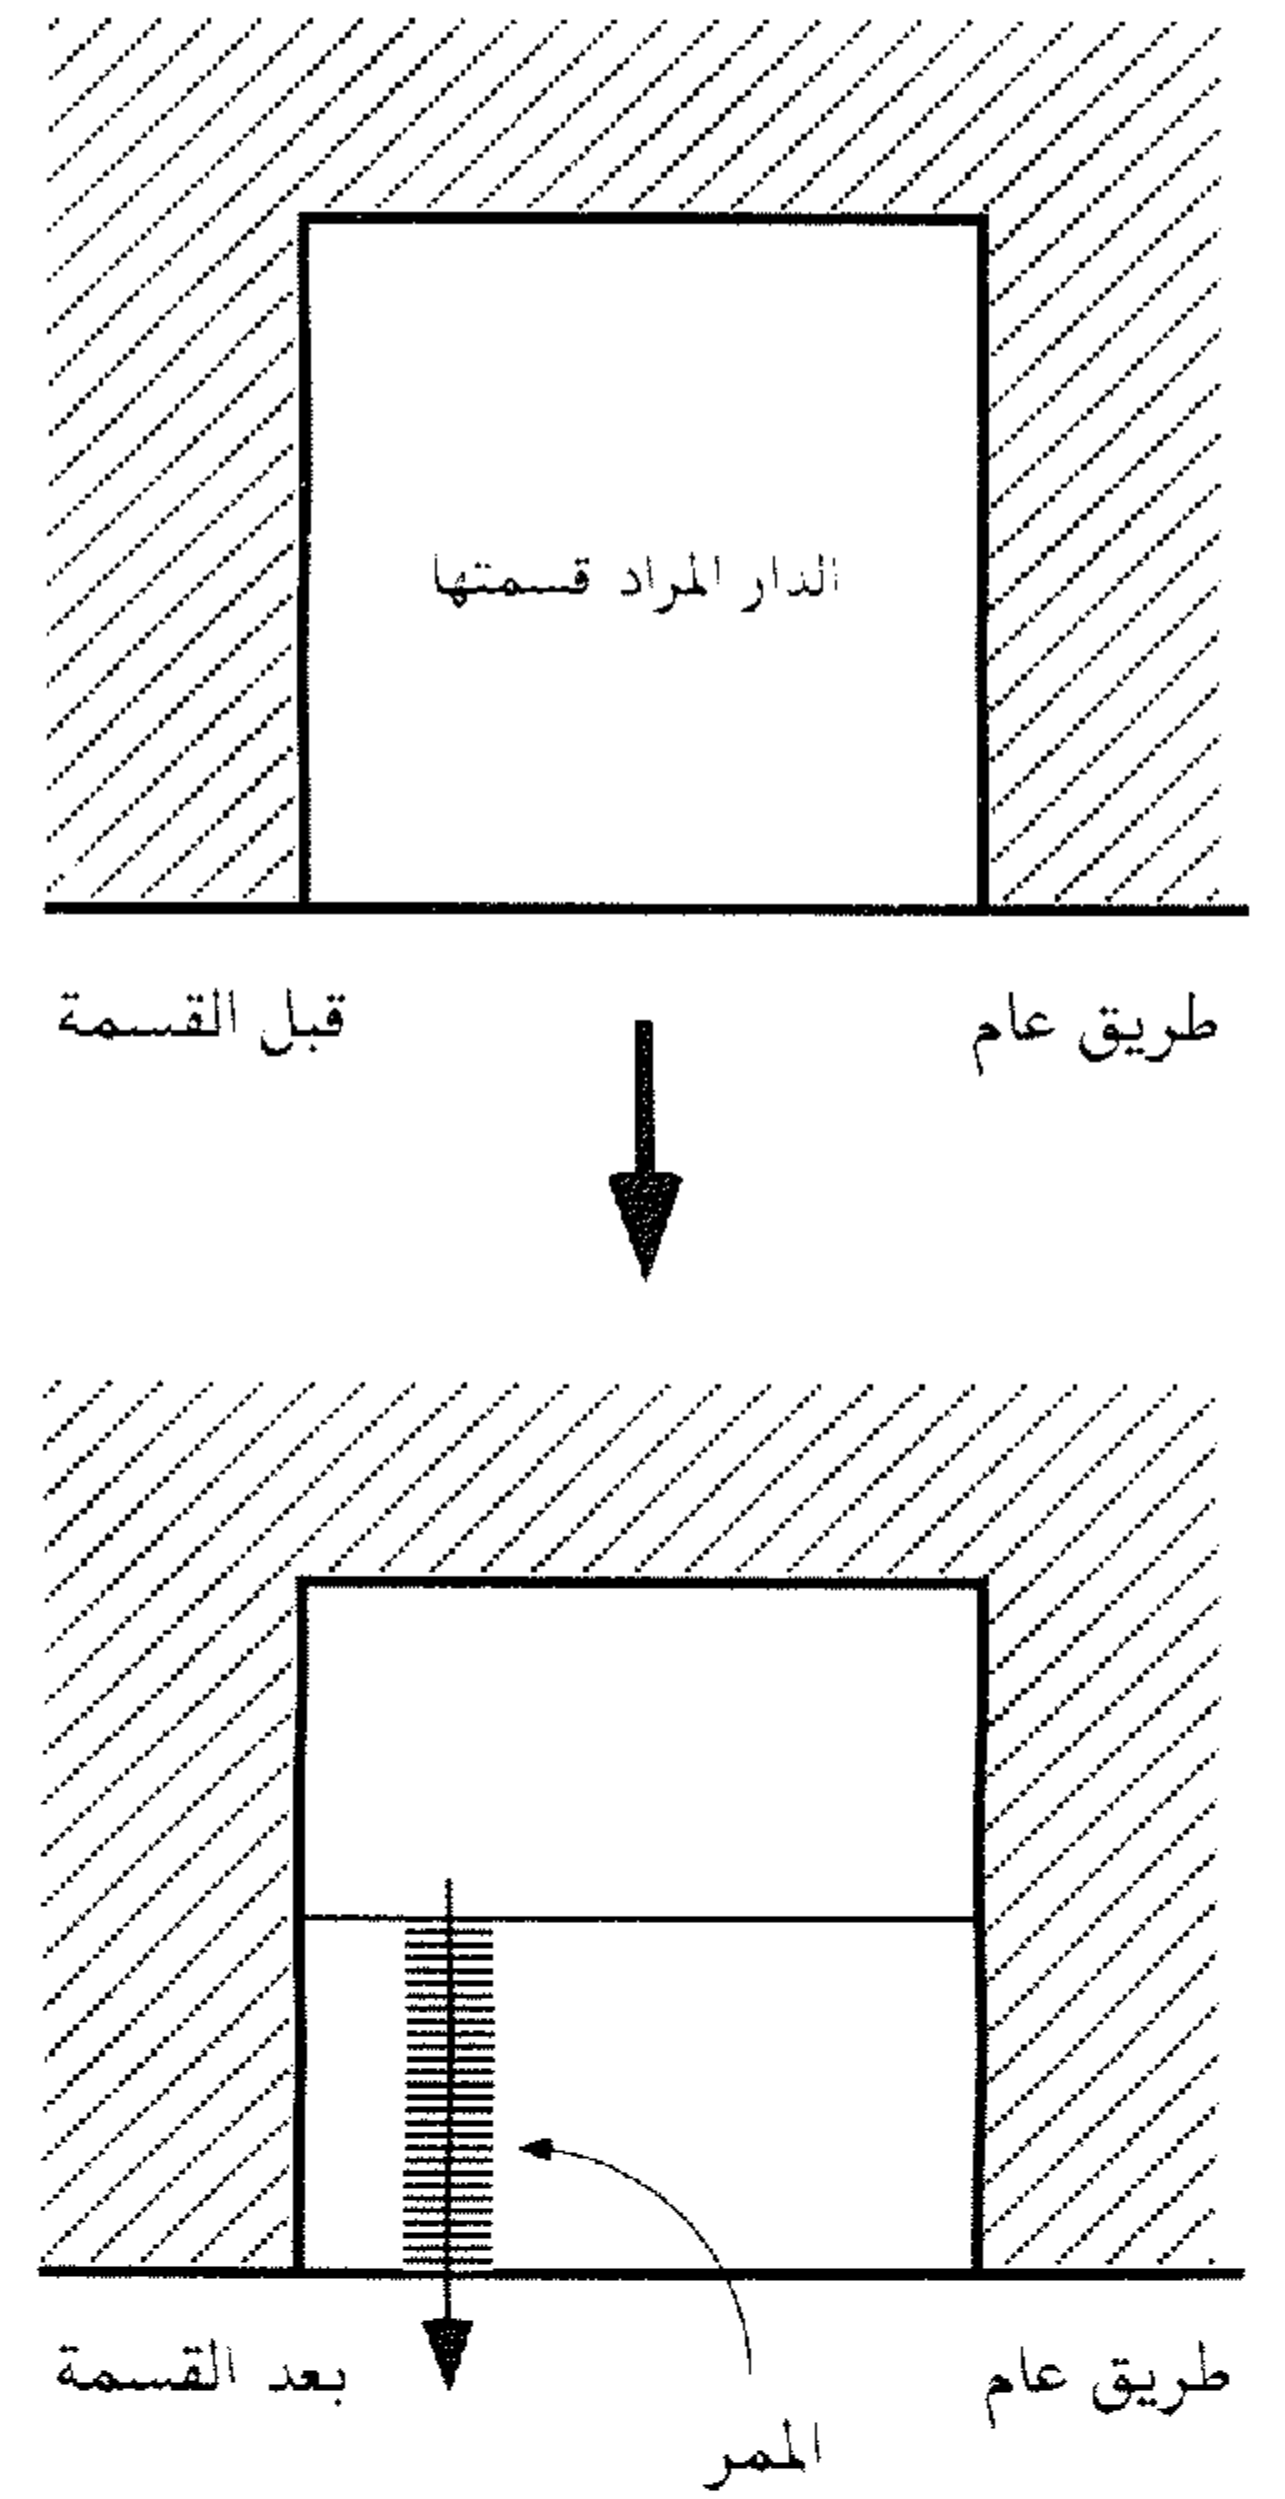 الدار المراد قسمتها
طريق عام
قبل القسمة
طريق عام
بعد القسمة
الممر